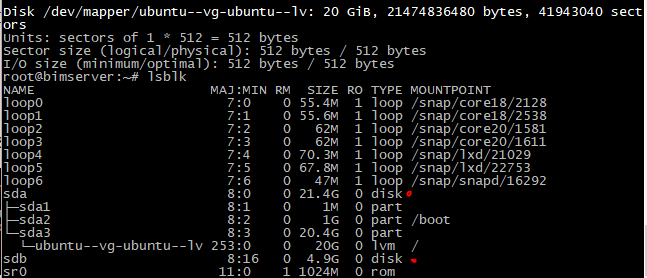 Disk /dev/mapper/ubuntu--vg-ubuntu--lv: 20 GiB, 21474836480 bytes, 41943040 sect
ors
Units: sectors of 1 * 512 = 512 bytes
Sector size (logical/physical): 512 bytes / 512 bytes
I/O size (minimum/optimal): 512 bytes / 512 bytes
root@bimserver:~# lsblk
NAME                      MAJ:MIN RM  SIZE RO TYPE MOUNTPOINT
loop0                       7:0    0 55.4M  1 loop /snap/core18/2128
loop1                       7:1    0 55.6M  1 loop /snap/core18/2538
loop2                       7:2    0   62M  1 loop /snap/core20/1581
loop3                       7:3    0   62M  1 loop /snap/core20/1611
loop4                       7:4    0 70.3M  1 loop /snap/lxd/21029
loop5                       7:5    0 67.8M  1 loop /snap/lxd/22753
loop6                       7:6    0   47M  1 loop /snap/snapd/16292
sda                         8:0    0 21.4G  0 disk
├─sda1                      8:1    0    1M  0 part
├─sda2                      8:2    0    1G  0 part /boot
└─sda3                      8:3    0 20.4G  0 part
  └─ubuntu--vg-ubuntu--lv 253:0    0   20G  0 lvm  /
sdb                         8:16   0  4.9G  0 disk
sr0                        11:0    1 1024M  0 rom